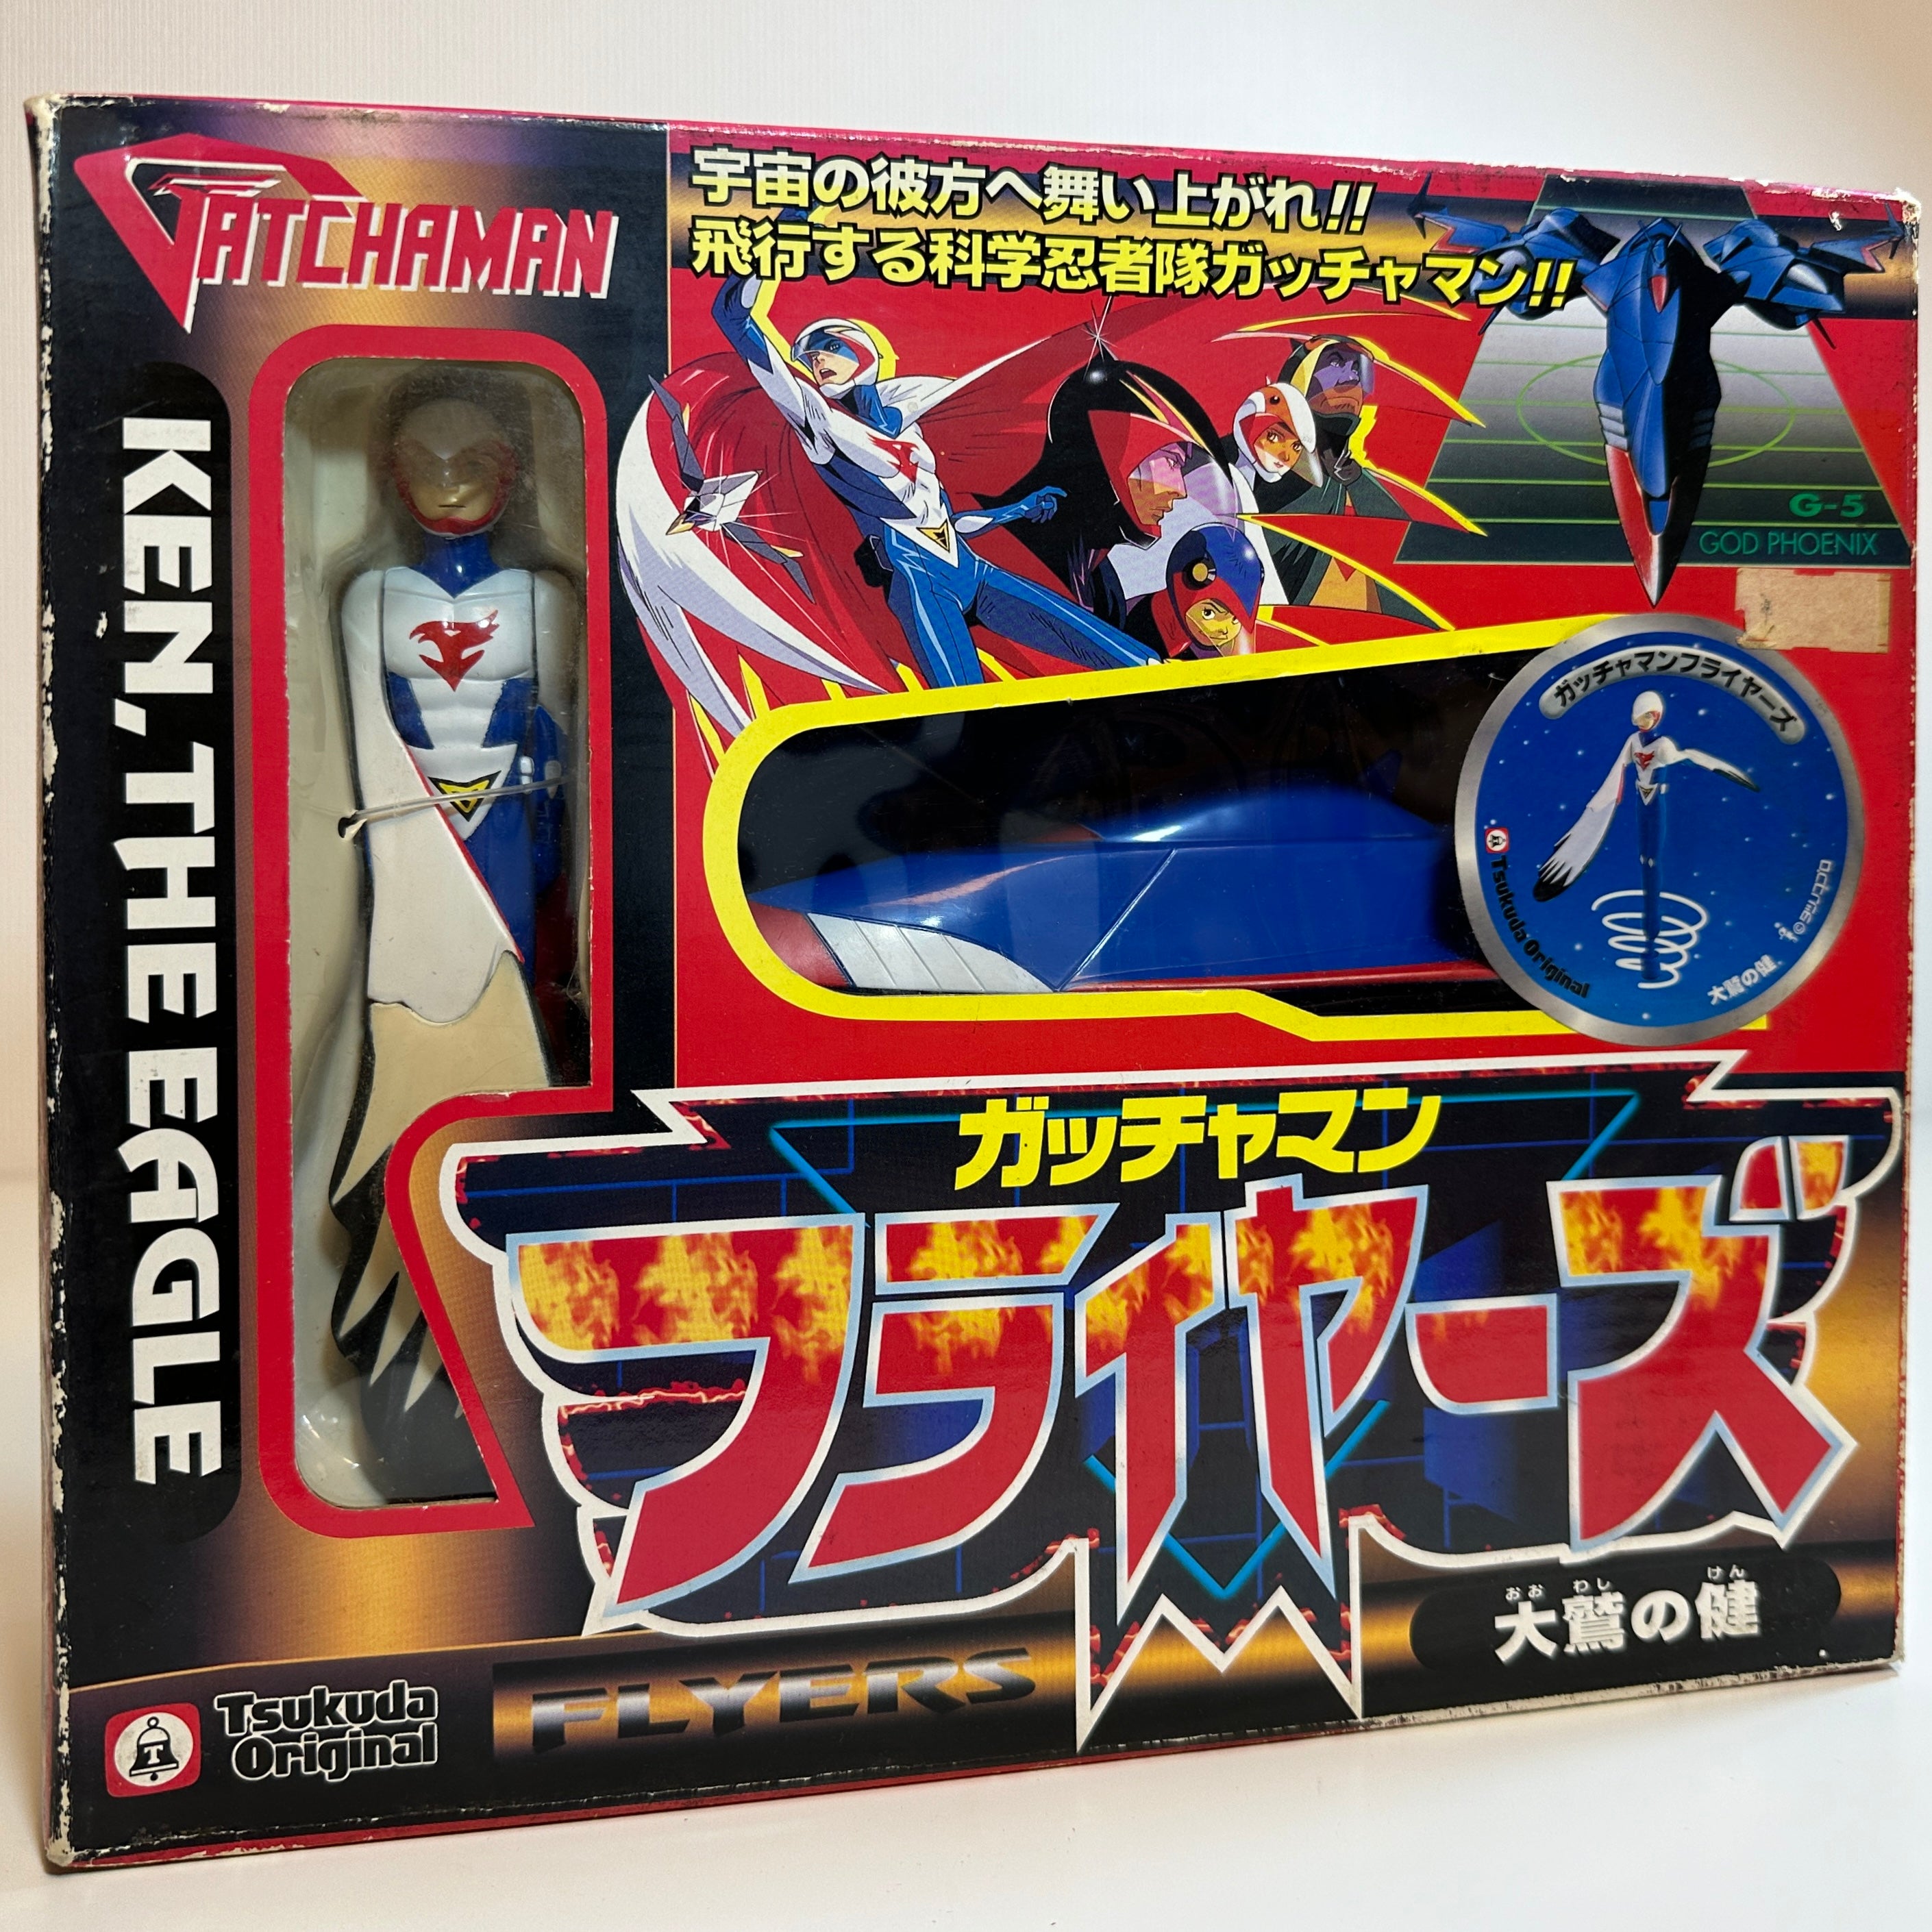 GATCHAMAN
宇宙の彼方へ舞い上がれ!!
飛行する科学忍者隊ガッチャマン!!
G-5
GOD PHOENIX
KEN, THE EAGLE
ガッチャマンフライヤーズ
Tsukuda Original
大鷲の健
ガッチャマン
フライヤーズ
おおわし けん
大鷲の健
FLYERS
T
Tsukuda
Original